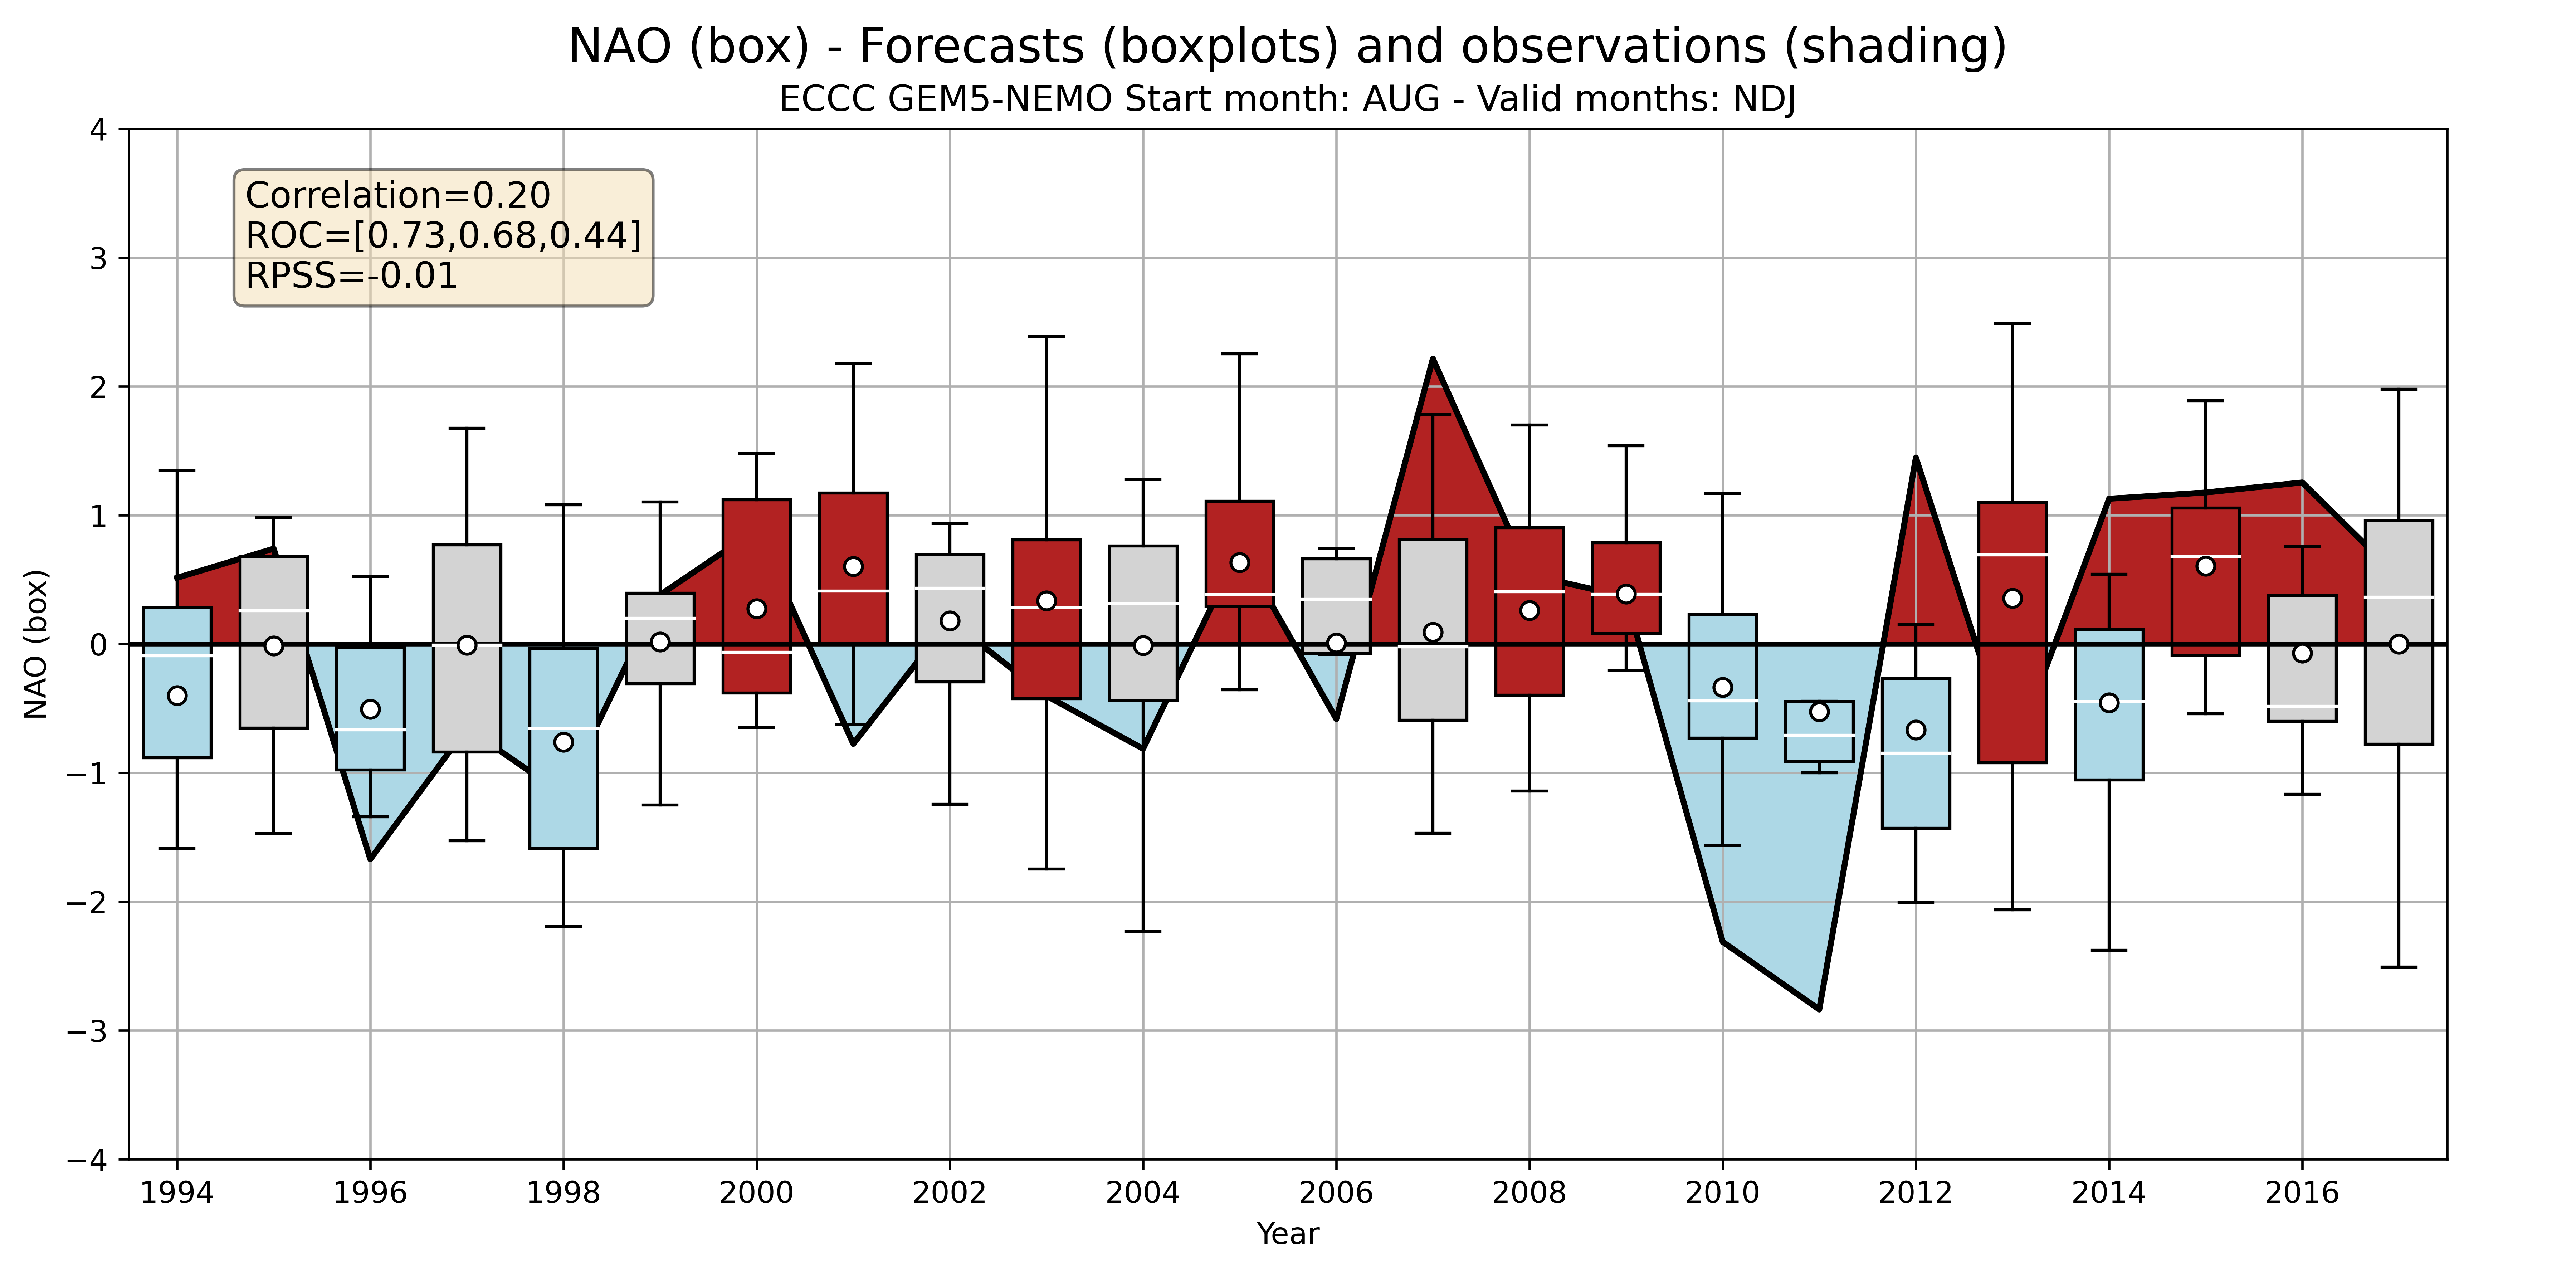 NAO (box) - Forecasts (boxplots) and observations (shading)
ECCC GEM5-NEMO Start month: AUG - Valid months: NDJ
Correlation=0.20
ROC=[0.73,0.68,0.44]
RPSS=-0.01
NAO (box)
4
3
2
1
0
−1
−2
−3
−4
1994 1996 1998 2000 2002 2004 2006 2008 2010 2012 2014 2016
Year